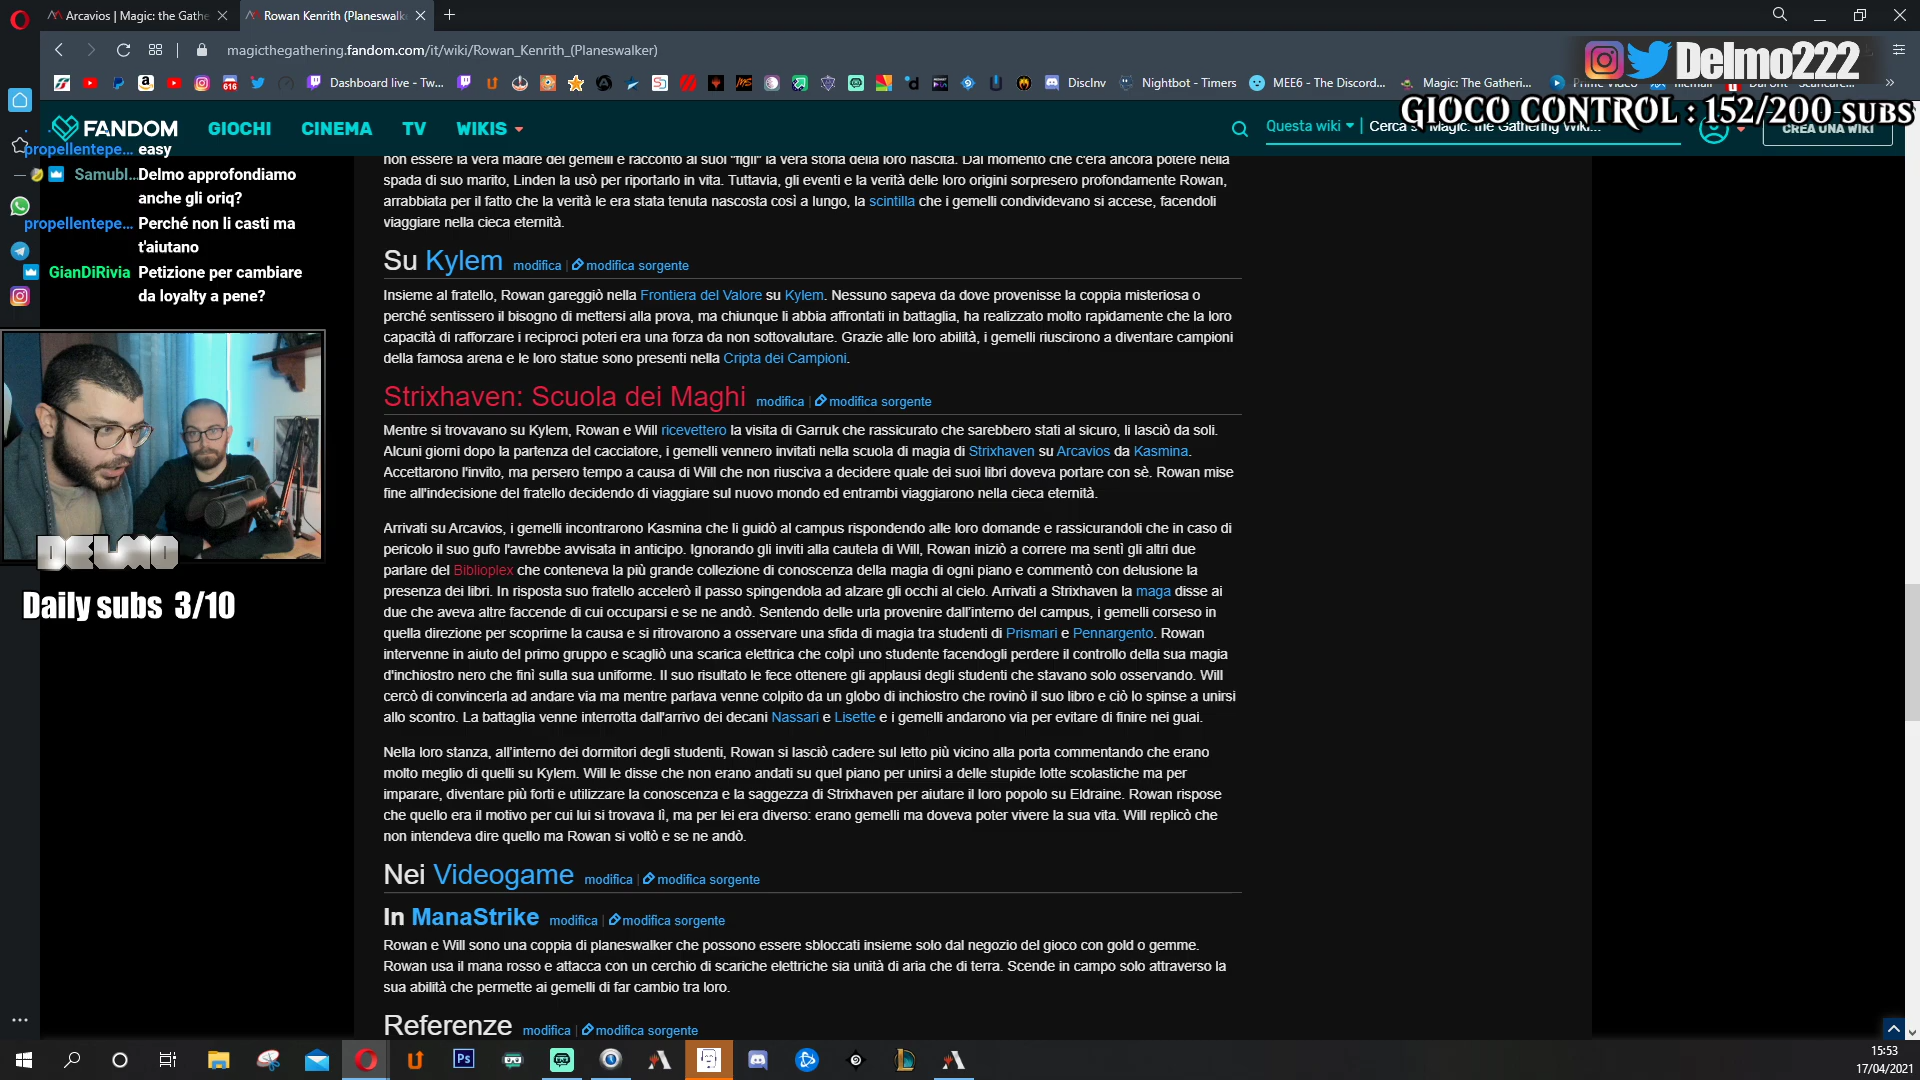 Arcavios | Magic: the Gathe
Rowan Kenrith (Planeswalk
magicthegathering.fandom.com/it/wiki/Rowan_Kenrith_(Planeswalker)
Delmo222
616
Dashboard live - Tw...
DiscInv
Nightbot - Timers
MEE6 - The Discord...
Magic: The Gatheri...
GIOCO CONTROL : 152/200 SUBS
FANDOM
GIOCHI
CINEMA
TV
WIKIS
Questa wiki
CREA UNA WIKI
propellentepe... easy
Samubl... Delmo approfondiamo
anche gli oriq?
propellentepe... Perché non li casti ma
t'aiutano
GianDiRivia Petizione per cambiare
da loyalty a pene?
DELMO
Daily subs 3/10
non essere la vera madre dei gemelli e raccontò ai suoi "figli" la vera storia della loro nascita. Dal momento che c'era ancora potere nella
spada di suo marito, Linden la usò per riportarlo in vita. Tuttavia, gli eventi e la verità delle loro origini sorpresero profondamente Rowan,
arrabbiata per il fatto che la verità le era stata tenuta nascosta così a lungo, la scintilla che i gemelli condividevano si accese, facendoli
viaggiare nella cieca eternità.
Su Kylem modifica | modifica sorgente
Insieme al fratello, Rowan gareggiò nella Frontiera del Valore su Kylem. Nessuno sapeva da dove provenisse la coppia misteriosa o
perché sentissero il bisogno di mettersi alla prova, ma chiunque li abbia affrontati in battaglia, ha realizzato molto rapidamente che la loro
capacità di rafforzare i reciproci poteri era una forza da non sottovalutare. Grazie alle loro abilità, i gemelli riuscirono a diventare campioni
della famosa arena e le loro statue sono presenti nella Cripta dei Campioni.
Strixhaven: Scuola dei Maghi modifica | modifica sorgente
Mentre si trovavano su Kylem, Rowan e Will ricevettero la visita di Garruk che rassicurato che sarebbero stati al sicuro, li lasciò da soli.
Alcuni giorni dopo la partenza del cacciatore, i gemelli vennero invitati nella scuola di magia di Strixhaven su Arcavios da Kasmina.
Accettarono l'invito, ma persero tempo a causa di Will che non riusciva a decidere quale dei suoi libri doveva portare con sè. Rowan mise
fine all'indecisione del fratello decidendo di viaggiare sul nuovo mondo ed entrambi viaggiarono nella cieca eternità.
Arrivati su Arcavios, i gemelli incontrarono Kasmina che li guidò al campus rispondendo alle loro domande e rassicurandoli che in caso di
pericolo il suo gufo l'avrebbe avvisata in anticipo. Ignorando gli inviti alla cautela di Will, Rowan iniziò a correre ma sentì gli altri due
parlare del Biblioplex che conteneva la più grande collezione di conoscenza della magia di ogni piano e commentò con delusione la
presenza dei libri. In risposta suo fratello accelerò il passo spingendola ad alzare gli occhi al cielo. Arrivati a Strixhaven la maga disse ai
due che aveva altre faccende di cui occuparsi e se ne andò. Sentendo delle urla provenire dall'interno del campus, i gemelli corsero in
quella direzione per scoprirne la causa e si ritrovarono a osservare una sfida di magia tra studenti di Prismari e Pennargento. Rowan
intervenne in aiuto del primo gruppo e scagliò una scarica elettrica che colpì uno studente facendogli perdere il controllo della sua magia
d'inchiostro nero che finì sulla sua uniforme. Il suo risultato le fece ottenere gli applausi degli studenti che stavano solo osservando. Will
cercò di convincerla ad andare via ma mentre parlava venne colpito da un globo di inchiostro che rovinò il suo libro e ciò lo spinse a unirsi
allo scontro. La battaglia venne interrotta dall'arrivo dei decani Nassari e Lisette e i gemelli andarono via per evitare di finire nei guai.
Nella loro stanza, all'interno dei dormitori degli studenti, Rowan si lasciò cadere sul letto più vicino alla porta commentando che erano
molto meglio di quelli su Kylem. Will le disse che non erano andati su quel piano per unirsi a delle stupide lotte scolastiche ma per
imparare, diventare più forti e utilizzare la conoscenza e la saggezza di Strixhaven per aiutare il loro popolo su Eldraine. Rowan rispose
che quello era il motivo per cui lui si trovava lì, ma per lei era diverso: erano gemelli ma doveva poter vivere la sua vita. Will replicò che
non intendeva dire quello ma Rowan si voltò e se ne andò.
Nei Videogame modifica | modifica sorgente
In ManaStrike modifica | modifica sorgente
Rowan e Will sono una coppia di planeswalker che possono essere sbloccati insieme solo dal negozio del gioco con gold o gemme.
Rowan usa il mana rosso e attacca con un cerchio di scariche elettriche sia unità di aria che di terra. Scende in campo solo attraverso la
sua abilità che permette ai gemelli di far cambio tra loro.
Referenze modifica | modifica sorgente
Ps
15:53
17/04/2021